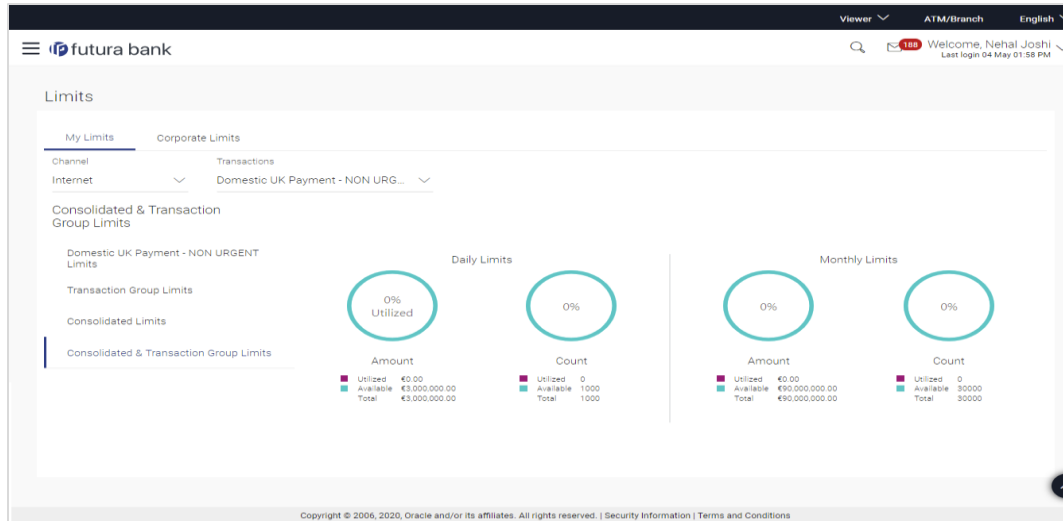 Viewer ATM/Branch English
futura bank
188 Welcome, Nehal Joshi
Last login 04 May 01:58 PM
Limits
My Limits Corporate Limits
Channel Transactions
Internet Domestic UK Payment - NON URG...
Consolidated & Transaction
Group Limits
Domestic UK Payment - NON URGENT
Limits
Transaction Group Limits
Consolidated Limits
Consolidated & Transaction Group Limits
Daily Limits Monthly Limits
0%
Utilized
0% 0% 0%
Amount Count Amount Count
Utilized €0.00 Utilized 0 Utilized €0.00 Utilized 0
Available €3,000,000.00 Available 1000 Available €90,000,000.00 Available 30000
Total €3,000,000.00 Total 1000 Total €90,000,000.00 Total 30000
Copyright © 2006, 2020, Oracle and/or its affiliates. All rights reserved. | Security Information | Terms and Conditions